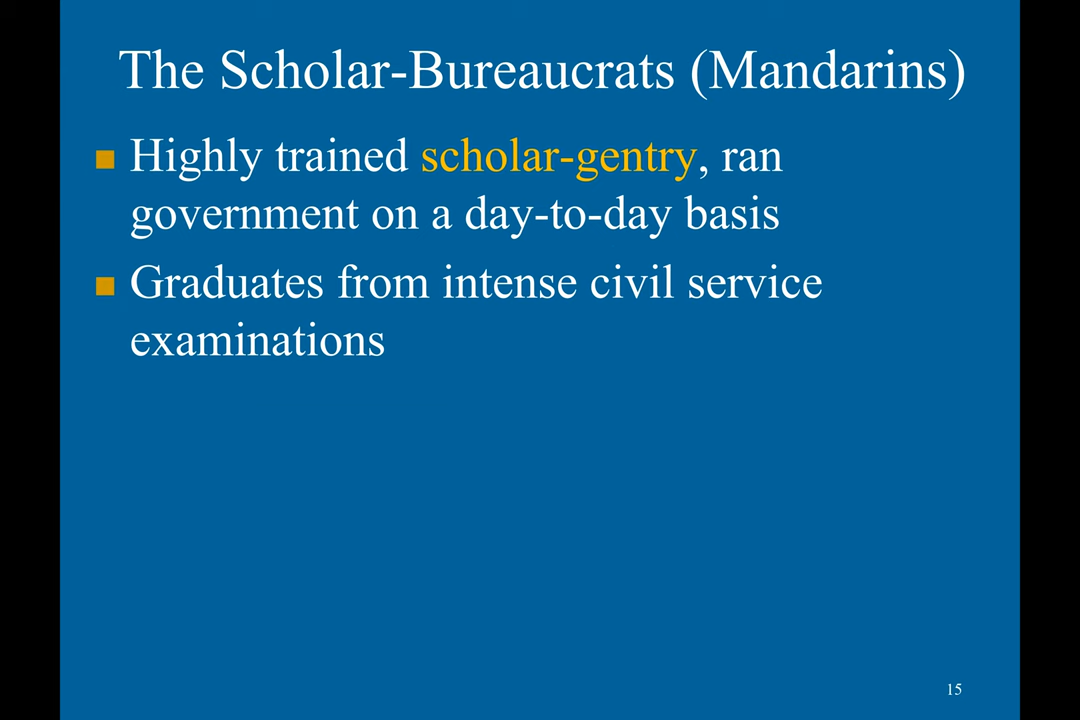 The Scholar-Bureaucrats (Mandarins)
Highly trained scholar-gentry, ran
government on a day-to-day basis
Graduates from intense civil service
examinations
15